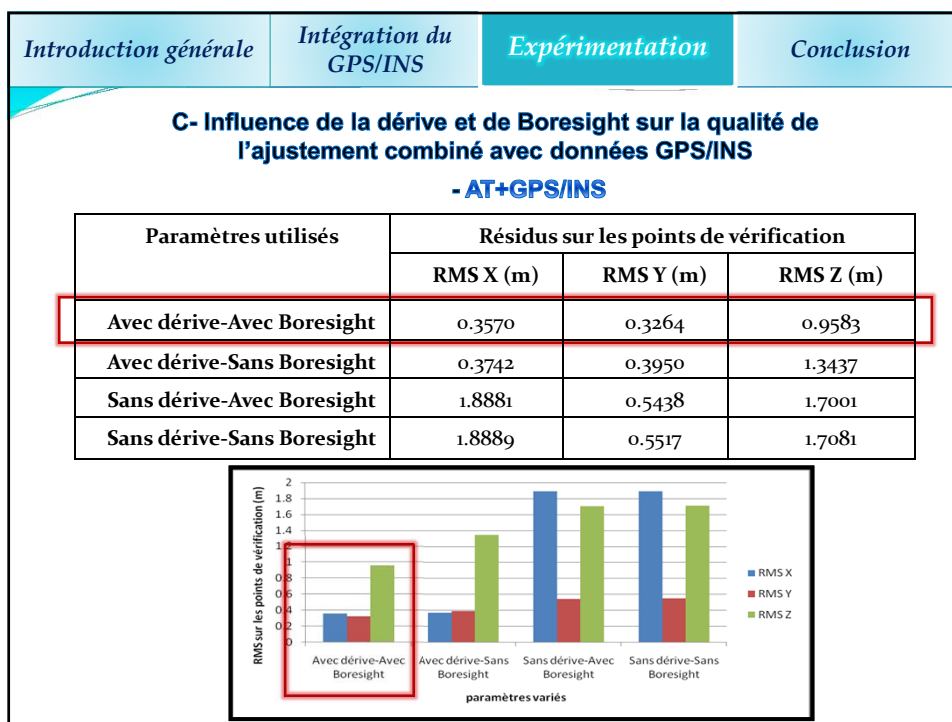 Introduction générale
Intégration du
GPS/INS
Expérimentation
Conclusion
C- Influence de la dérive et de Boresight sur la qualité de
l'ajustement combiné avec données GPS/INS
- AT+GPS/INS
Paramètres utilisés
Résidus sur les points de vérification
RMS X (m) RMS Y (m) RMS Z (m)
Avec dérive-Avec Boresight 0.3570 0.3264 0.9583
Avec dérive-Sans Boresight 0.3742 0.3950 1.3437
Sans dérive-Avec Boresight 1.8881 0.5438 1.7001
Sans dérive-Sans Boresight 1.8889 0.5517 1.7081
RMS sur les points de vérification (m)
2
1.8
1.6
1.4
1.2
1
0.8
0.6
0.4
0.2
0
Avec dérive-Avec
Boresight
Avec dérive-Sans
Boresight
Sans dérive-Avec
Boresight
Sans dérive-Sans
Boresight
paramètres variés
RMS X
RMS Y
RMS Z